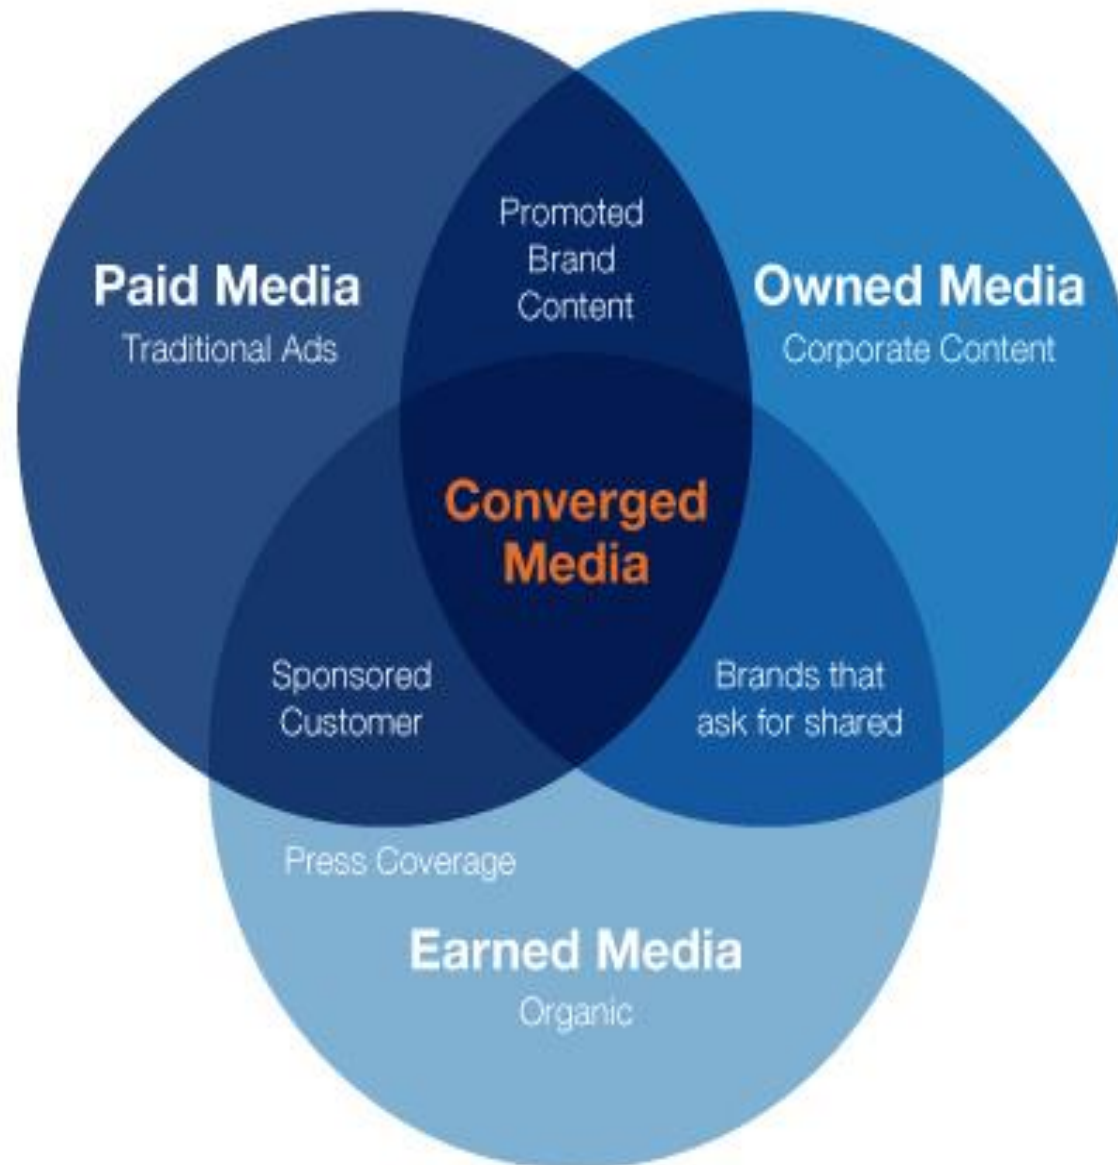 Promoted
Brand
Content
Paid Media
Traditional Ads
Owned Media
Corporate Content
Converged
Media
Sponsored
Customer
Brands that
ask for shared
Press Coverage
Earned Media
Organic